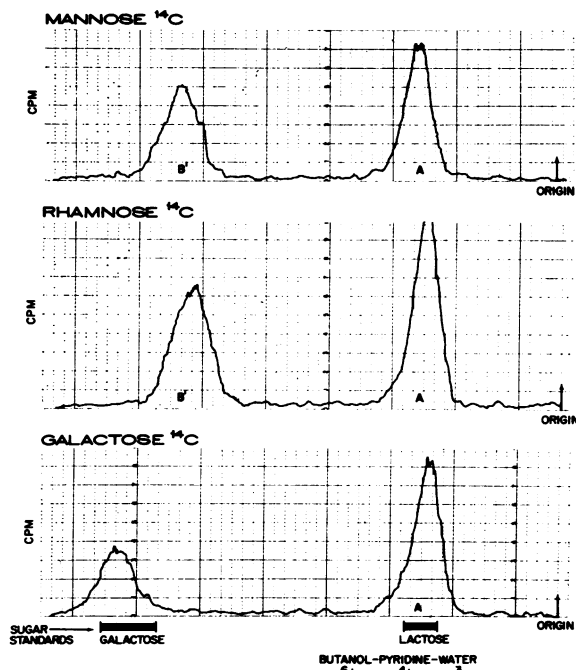 MANNOSE ¹⁴C
CPM
B'
A
ORIGIN
RHAMNOSE ¹⁴C
CPM
B'
A
ORIGIN
GALACTOSE ¹⁴C
CPM
A
ORIGIN
SUGAR STANDARDS
GALACTOSE
LACTOSE
BUTANOL-PYRIDINE-WATER